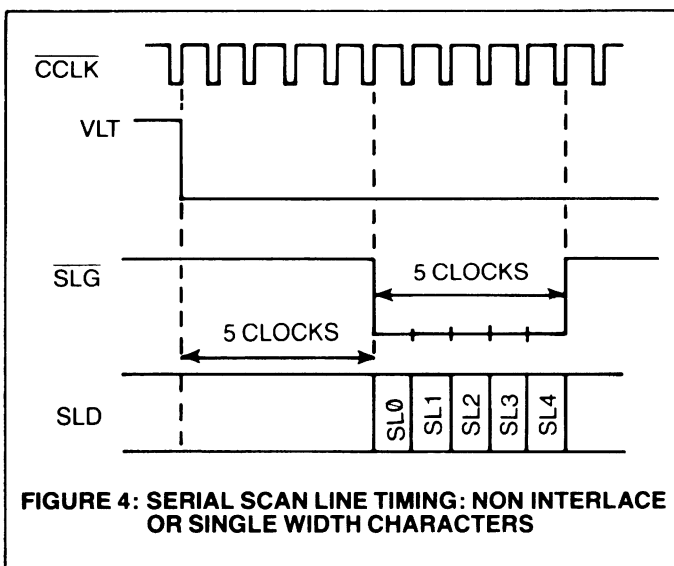 CCLK
VLT
SLG
5 CLOCKS
5 CLOCKS
SLD
SL0 SL1 SL2 SL3 SL4
FIGURE 4: SERIAL SCAN LINE TIMING: NON INTERLACE
OR SINGLE WIDTH CHARACTERS